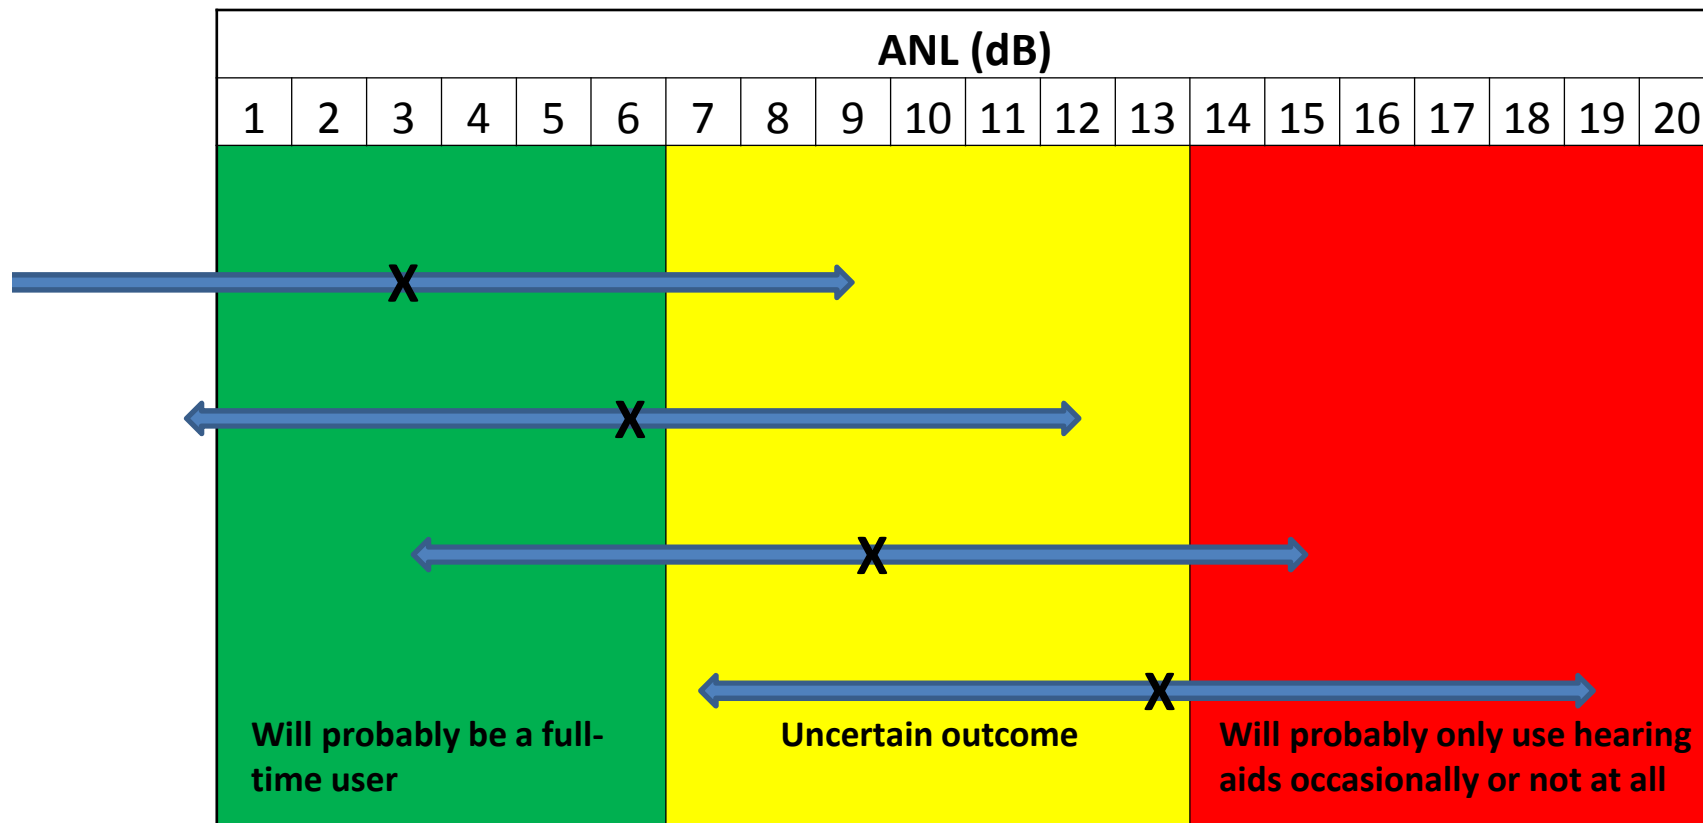 ANL (dB)
1 2 3 4 5 6 7 8 9 10 11 12 13 14 15 16 17 18 19 20
X
X
X
X
Will probably be a full-
time user
Uncertain outcome
Will probably only use hearing
aids occasionally or not at all